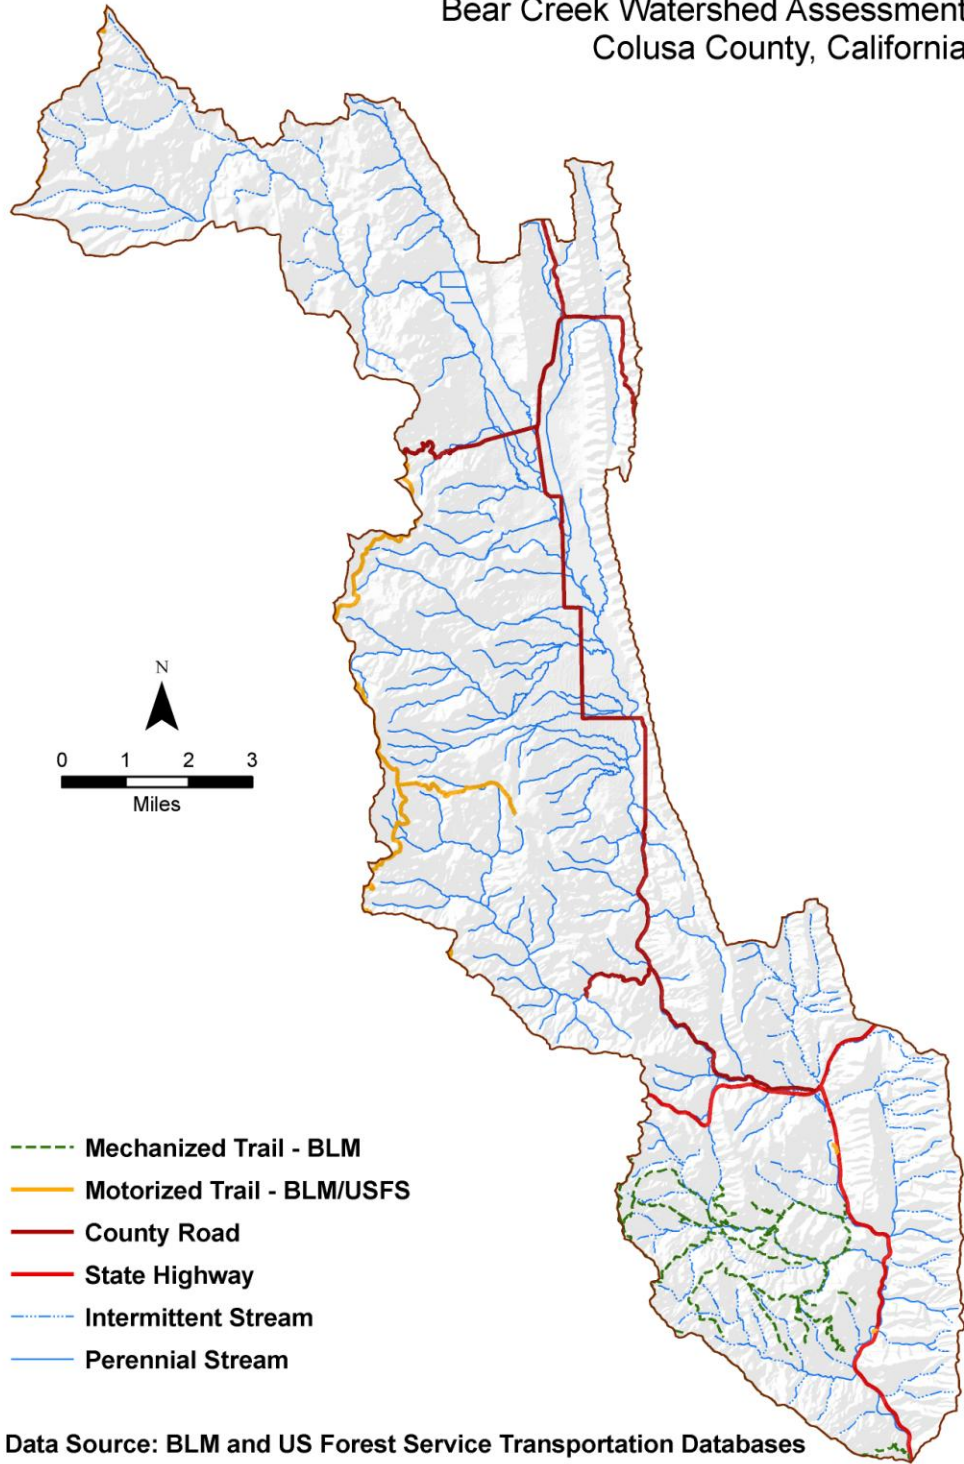 Bear Creek Watershed Assessment
Colusa County, California
N
0 1 2 3
Miles
Mechanized Trail - BLM
Motorized Trail - BLM/USFS
County Road
State Highway
Intermittent Stream
Perennial Stream
Data Source: BLM and US Forest Service Transportation Databases